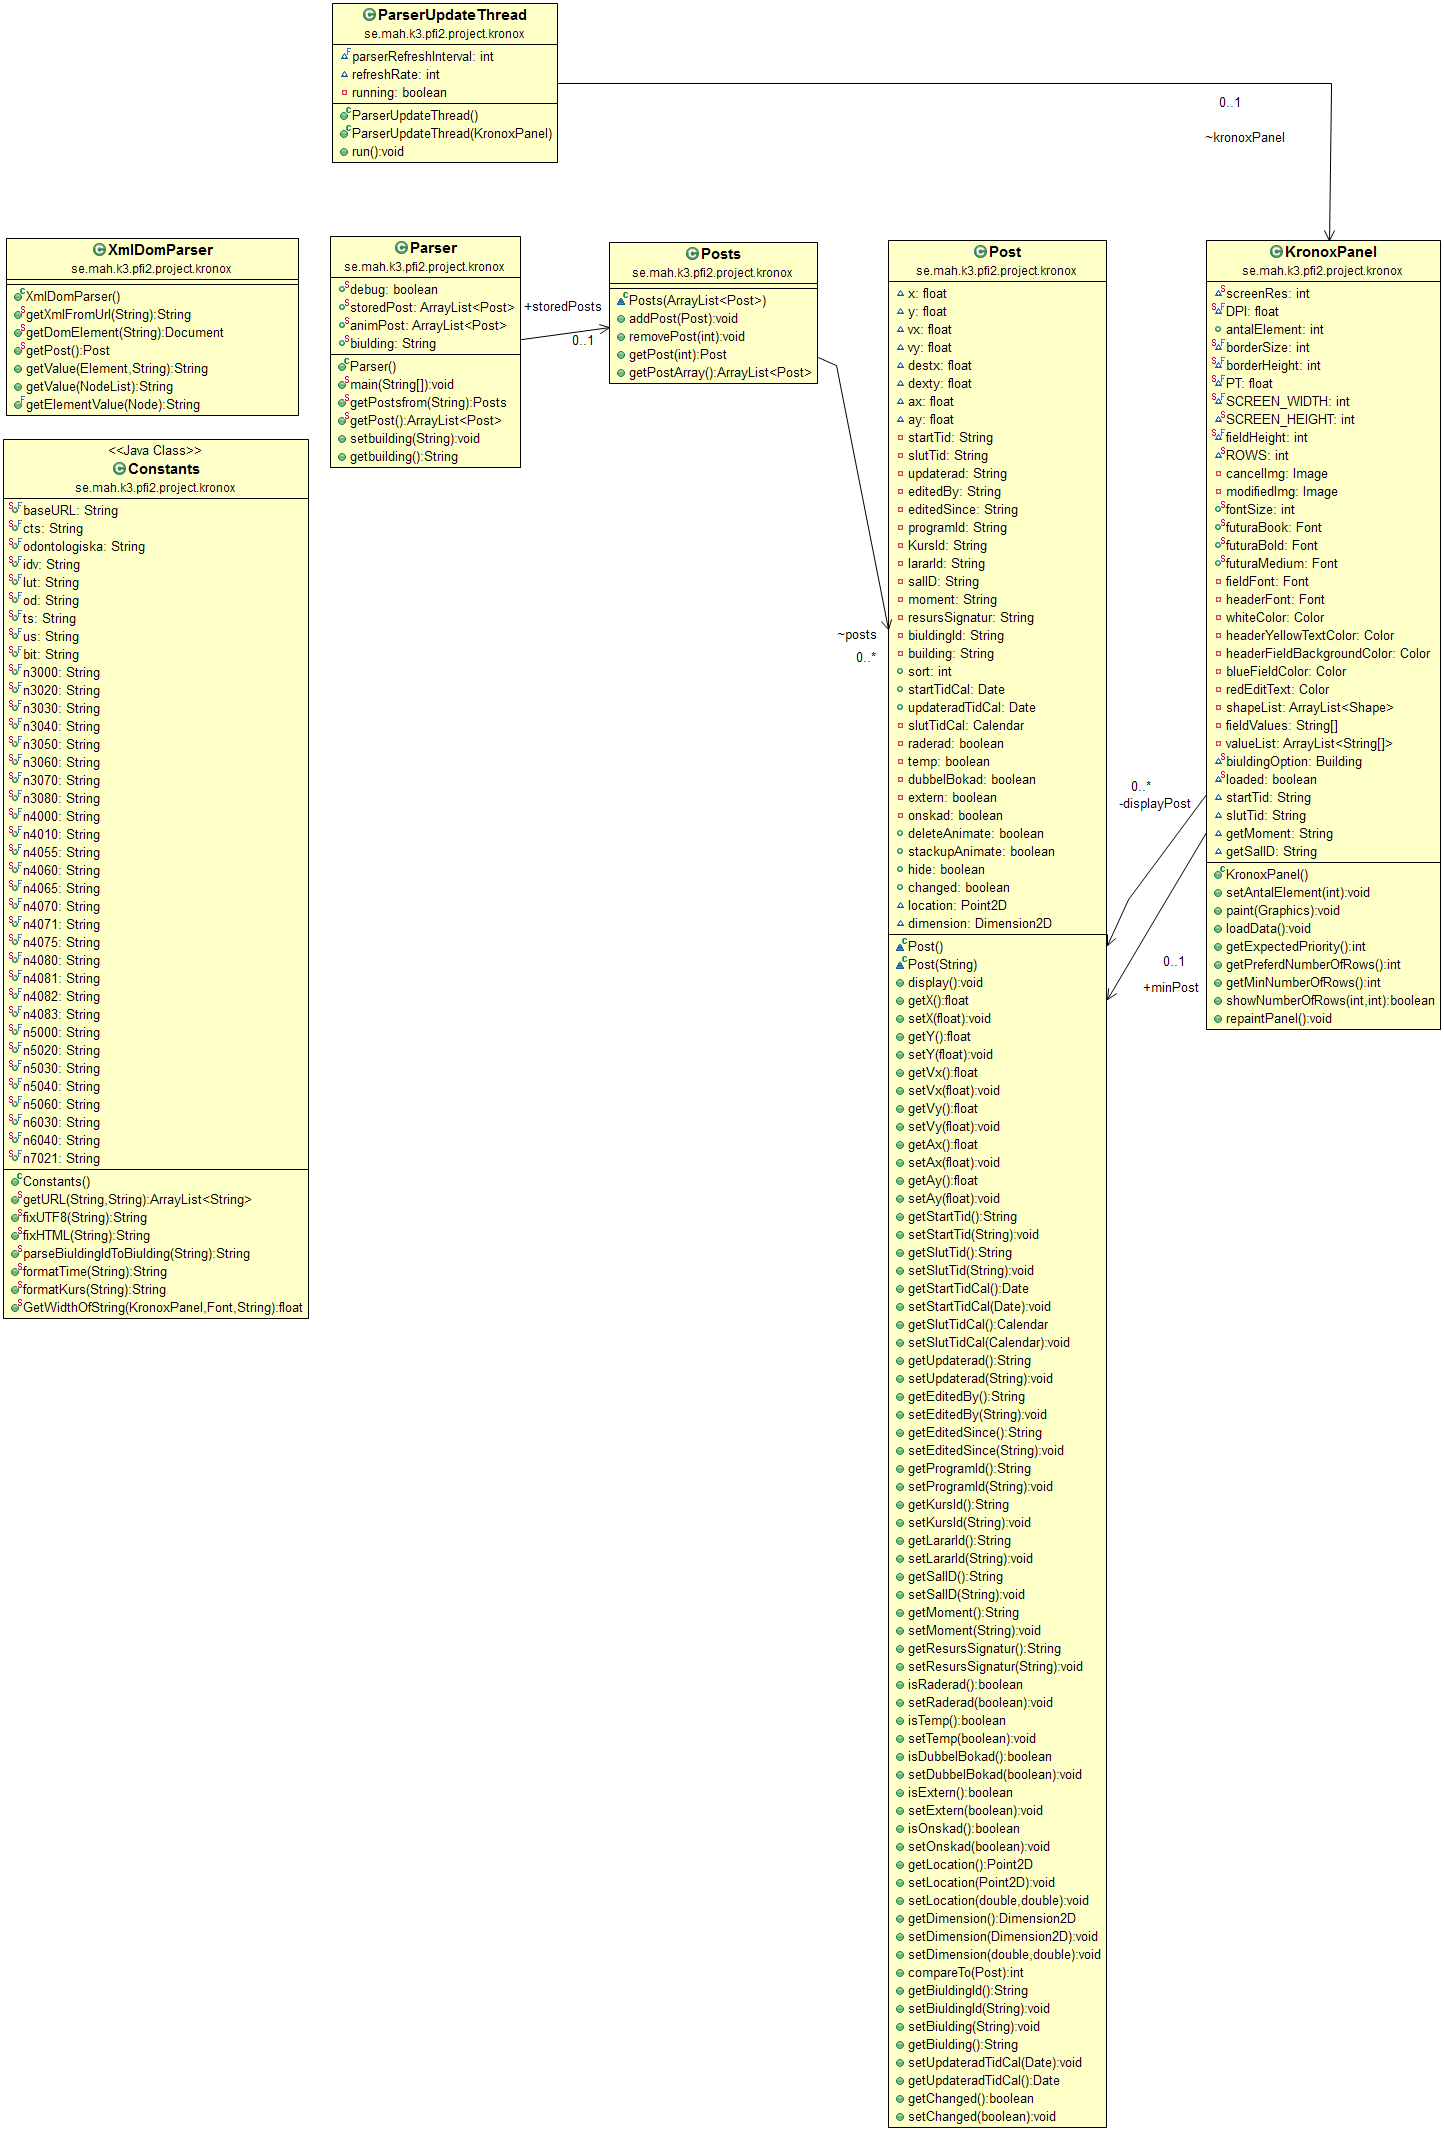 ParserUpdateThread
se.mah.k3.pfi2.project.kronox
parserRefreshInterval: int
refreshRate: int
running: boolean
ParserUpdateThread()
ParserUpdateThread(KronoxPanel)
run():void
0..1
~kronoxPanel
XmlDomParser
se.mah.k3.pfi2.project.kronox
XmlDomParser()
getXmlFromUrl(String):String
getDomElement(String):Document
getPost():Post
getValue(Element,String):String
getValue(NodeList):String
getElementValue(Node):String
<<Java Class>>
Constants
se.mah.k3.pfi2.project.kronox
baseURL: String
cts: String
odontologiska: String
idv: String
lut: String
od: String
ts: String
us: String
bit: String
n3000: String
n3020: String
n3030: String
n3040: String
n3050: String
n3060: String
n3070: String
n3080: String
n4000: String
n4010: String
n4055: String
n4060: String
n4065: String
n4070: String
n4071: String
n4075: String
n4080: String
n4081: String
n4082: String
n4083: String
n5000: String
n5020: String
n5030: String
n5040: String
n5060: String
n6030: String
n6040: String
n7021: String
Constants()
getURL(String,String):ArrayList<String>
fixUTF8(String):String
fixHTML(String):String
parseBiuldingIdToBiulding(String):String
formatTime(String):String
formatKurs(String):String
GetWidthOfString(KronoxPanel,Font,String):float
Parser
se.mah.k3.pfi2.project.kronox
debug: boolean
storedPost: ArrayList<Post>
animPost: ArrayList<Post>
biulding: String
Parser()
main(String[]):void
getPostsfrom(String):Posts
getPost():ArrayList<Post>
setbuilding(String):void
getbuilding():String
+storedPosts
0..1
Posts
se.mah.k3.pfi2.project.kronox
Posts(ArrayList<Post>)
addPost(Post):void
removePost(int):void
getPost(int):Post
getPostArray():ArrayList<Post>
~posts
0..*
Post
se.mah.k3.pfi2.project.kronox
x: float
y: float
vx: float
vy: float
destx: float
dexty: float
ax: float
ay: float
startTid: String
slutTid: String
updaterad: String
editedBy: String
editedSince: String
programId: String
KursId: String
lararId: String
salID: String
moment: String
resursSignatur: String
biuldingId: String
building: String
sort: int
startTidCal: Date
updateradTidCal: Date
slutTidCal: Calendar
raderad: boolean
temp: boolean
dubbelBokad: boolean
extern: boolean
onskad: boolean
deleteAnimate: boolean
stackupAnimate: boolean
hide: boolean
changed: boolean
location: Point2D
dimension: Dimension2D
Post()
Post(String)
display():void
getX():float
setX(float):void
getY():float
setY(float):void
getVx():float
setVx(float):void
getVy():float
setVy(float):void
getAx():float
setAx(float):void
getAy():float
setAy(float):void
getStartTid():String
setStartTid(String):void
getSlutTid():String
setSlutTid(String):void
getStartTidCal():Date
setStartTidCal(Date):void
getSlutTidCal():Calendar
setSlutTidCal(Calendar):void
getUpdaterad():String
setUpdaterad(String):void
getEditedBy():String
setEditedBy(String):void
getEditedSince():String
setEditedSince(String):void
getProgramId():String
setProgramId(String):void
getKursId():String
setKursId(String):void
getLararId():String
setLararId(String):void
getSalID():String
setSalID(String):void
getMoment():String
setMoment(String):void
getResursSignatur():String
setResursSignatur(String):void
isRaderad():boolean
setRaderad(boolean):void
isTemp():boolean
setTemp(boolean):void
isDubbelBokad():boolean
setDubbelBokad(boolean):void
isExtern():boolean
setExtern(boolean):void
isOnskad():boolean
setOnskad(boolean):void
getLocation():Point2D
setLocation(Point2D):void
setLocation(double,double):void
getDimension():Dimension2D
setDimension(Dimension2D):void
setDimension(double,double):void
compareTo(Post):int
getBiuldingId():String
setBiuldingId(String):void
setBiulding(String):void
getBiulding():String
setUpdateradTidCal(Date):void
getUpdateradTidCal():Date
getChanged():boolean
setChanged(boolean):void
0..*
-displayPost
0..1
+minPost
KronoxPanel
se.mah.k3.pfi2.project.kronox
screenRes: int
DPI: float
antalElement: int
borderSize: int
borderHeight: int
PT: float
SCREEN_WIDTH: int
SCREEN_HEIGHT: int
fieldHeight: int
ROWS: int
cancelImg: Image
modifiedImg: Image
fontSize: int
futuraBook: Font
futuraBold: Font
futuraMedium: Font
fieldFont: Font
headerFont: Font
whiteColor: Color
headerYellowTextColor: Color
headerFieldBackgroundColor: Color
blueFieldColor: Color
redEditText: Color
shapeList: ArrayList<Shape>
fieldValues: String[]
valueList: ArrayList<String[]>
biuldingOption: Building
loaded: boolean
startTid: String
slutTid: String
getMoment: String
getSalID: String
KronoxPanel()
setAntalElement(int):void
paint(Graphics):void
loadData():void
getExpectedPriority():int
getPreferdNumberOfRows():int
getMinNumberOfRows():int
showNumberOfRows(int,int):boolean
repaintPanel():void